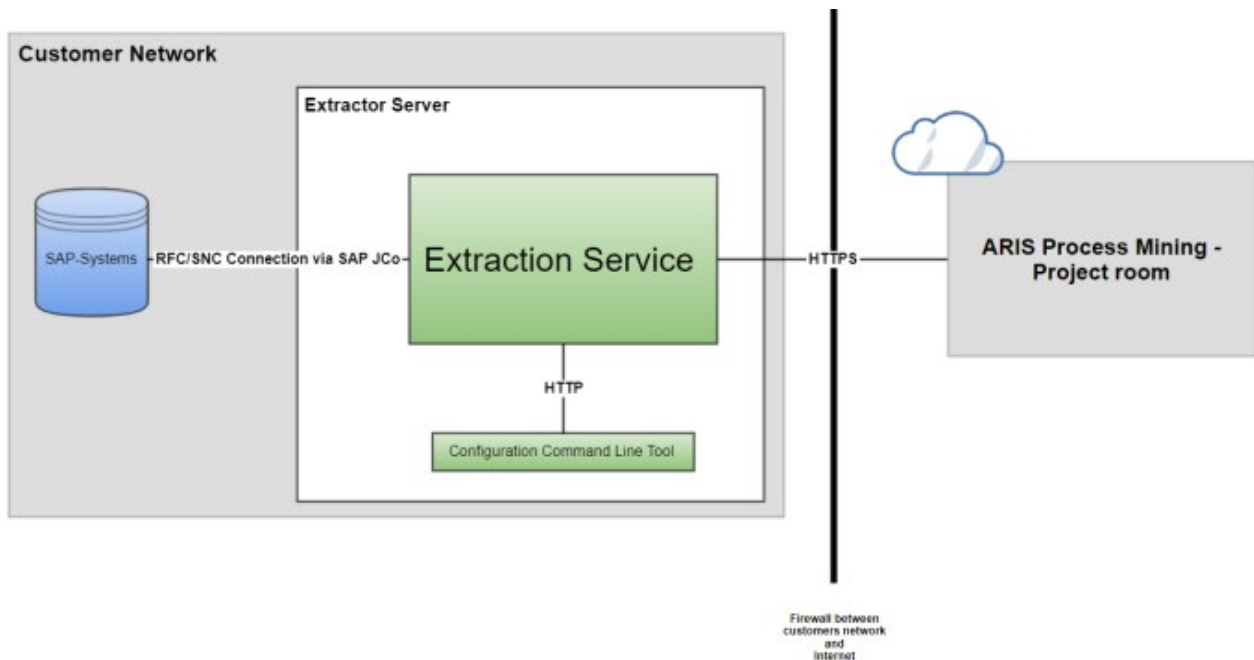 Customer Network
Extractor Server
SAP-Systems
RFC/SNC Connection via SAP JCo
Extraction Service
HTTPS
ARIS Process Mining -
Project room
HTTP
Configuration Command Line Tool
Firewall between
customers network
and
Internet